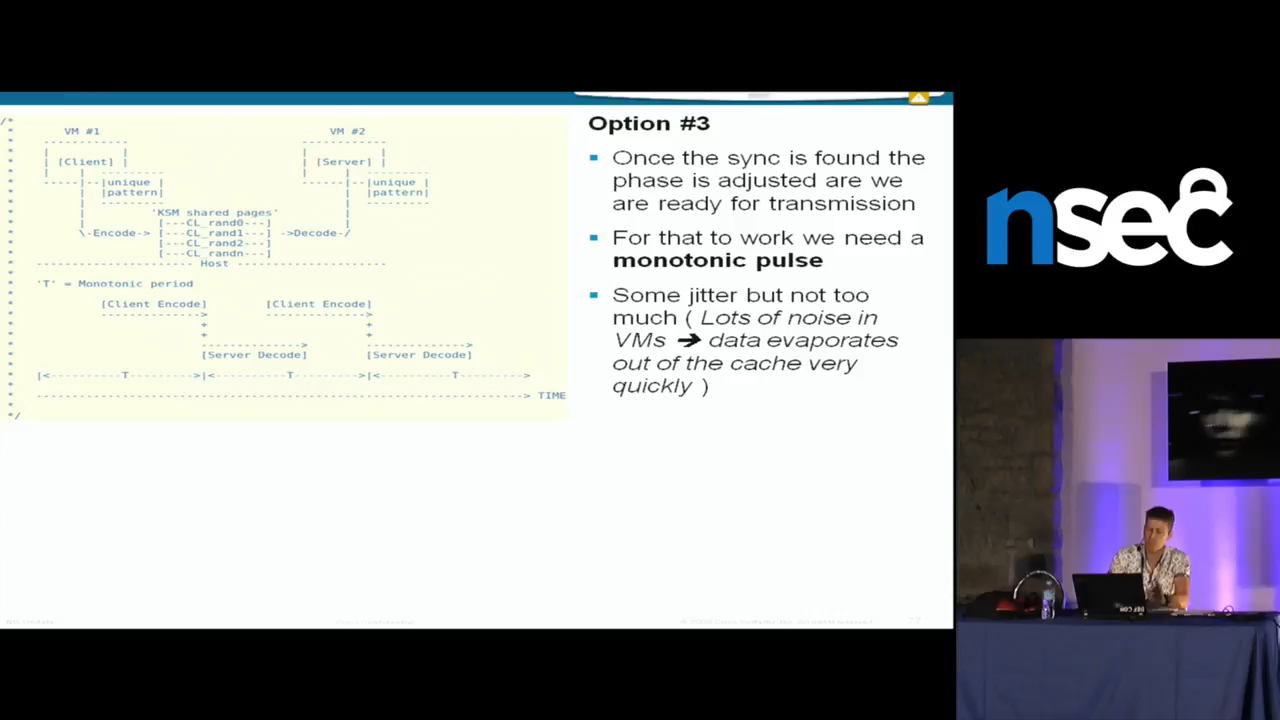 /*
* VM #1 VM #2
* ----------- -----------
* | | | |
* | [Client] | | [Server] |
* | | --------- | | ---------
* -----|--|unique | ------|--|unique |
* | |pattern| | |pattern|
* | --------- | ---------
* | 'KSM shared pages' |
* | [---CL_rand0---] |
* \-Encode-> [---CL_rand1---] ->Decode-/
* [---CL_rand2---]
* [---CL_randn---]
* ---------------------- Host --------------------
*
* 'T' = Monotonic period
*
* [Client Encode] [Client Encode]
* --------------> --------------->
* + +
* + +
* --------------> --------------->
* [Server Decode] [Server Decode]
*
* |<---------T--------->|<---------T--------->|<---------T--------->
*
* -----------------------------------------------------> TIME
*/
Option #3
Once the sync is found the
phase is adjusted are we
are ready for transmission
For that to work we need a
monotonic pulse
Some jitter but not too
much ( Lots of noise in
VMs ➔ data evaporates
out of the cache very
quickly )
nsec
DEFCON